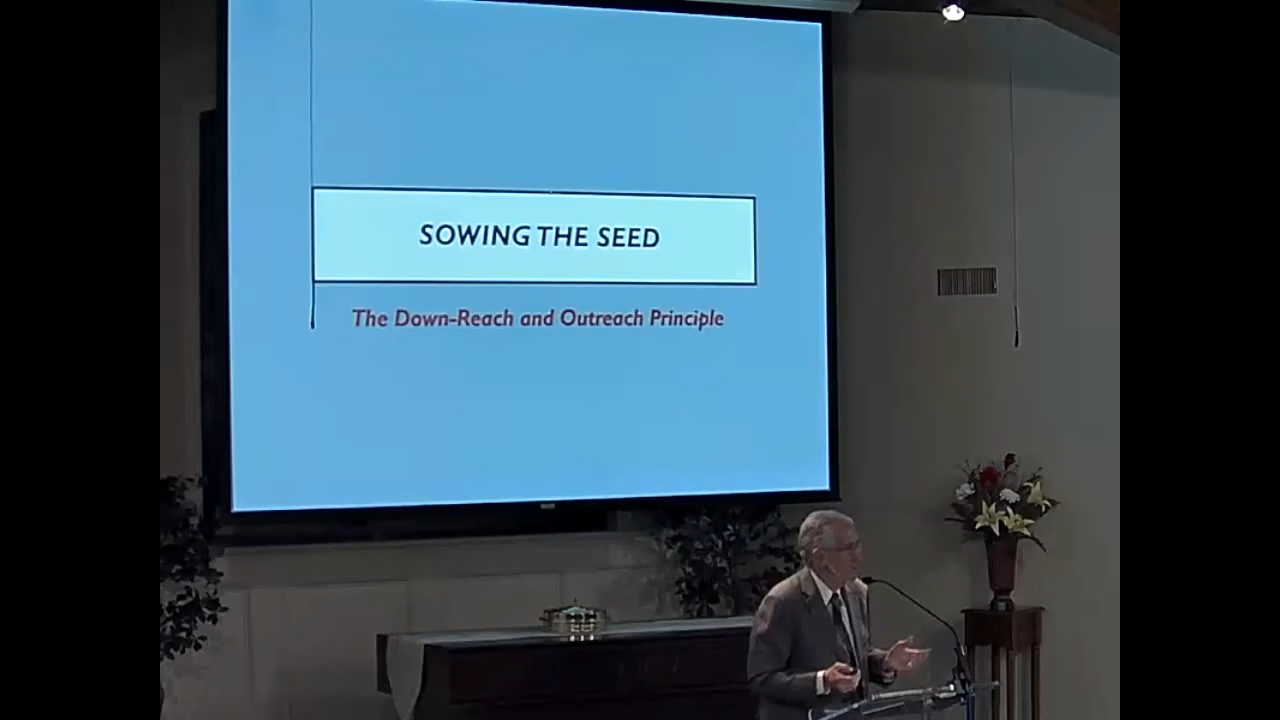 SOWING THE SEED
The Down-Reach and Outreach Principle